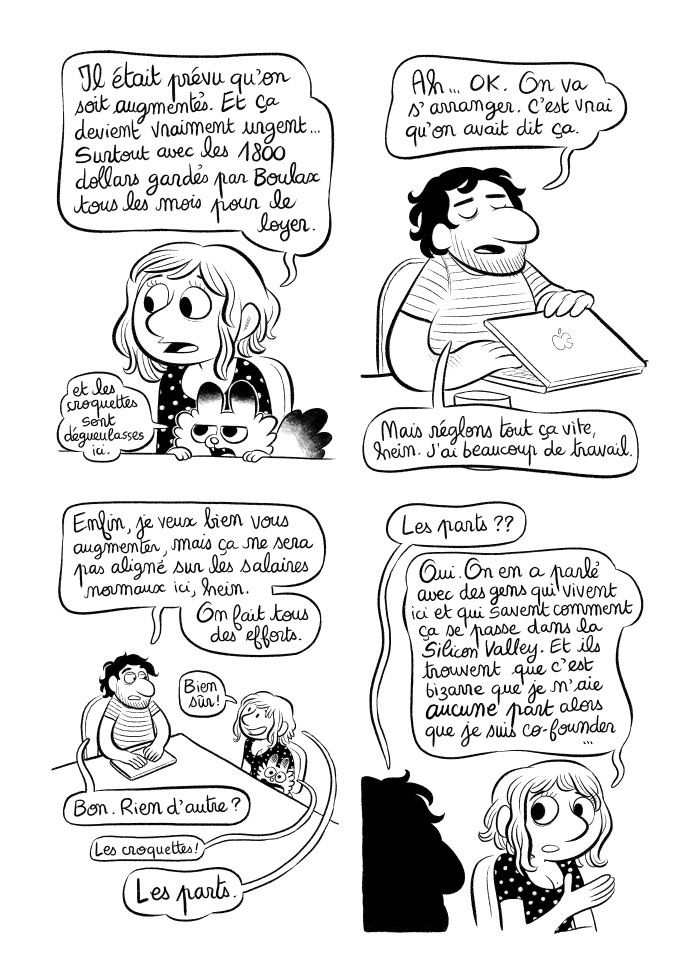 Il était prévu qu'on
soit augmentés. Et ça
devient vraiment urgent...
Surtout avec les 1800
dollars gardés par Boulax
tous les mois pour le
loyer.
et les
croquettes
sont
dégueulasses
ici.
Ah... OK. On va
s'arranger. C'est vrai
qu'on avait dit ça.
Mais réglons tout ça vite,
hein. J'ai beaucoup de travail.
Enfin, je veux bien vous
augmenter, mais ça ne sera
pas aligné sur les salaires
normaux ici, hein.
On fait tous
des efforts.
Bien
sûr!
Bon. Rien d'autre?
Les croquettes!
Les parts.
Les parts ??
Oui. On en a parlé
avec des gens qui vivent
ici et qui savent comment
ça se passe dans la
Silicon Valley. Et ils
trouvent que c'est
bizarre que je n'aie
aucune part alors
que je suis co-founder
...